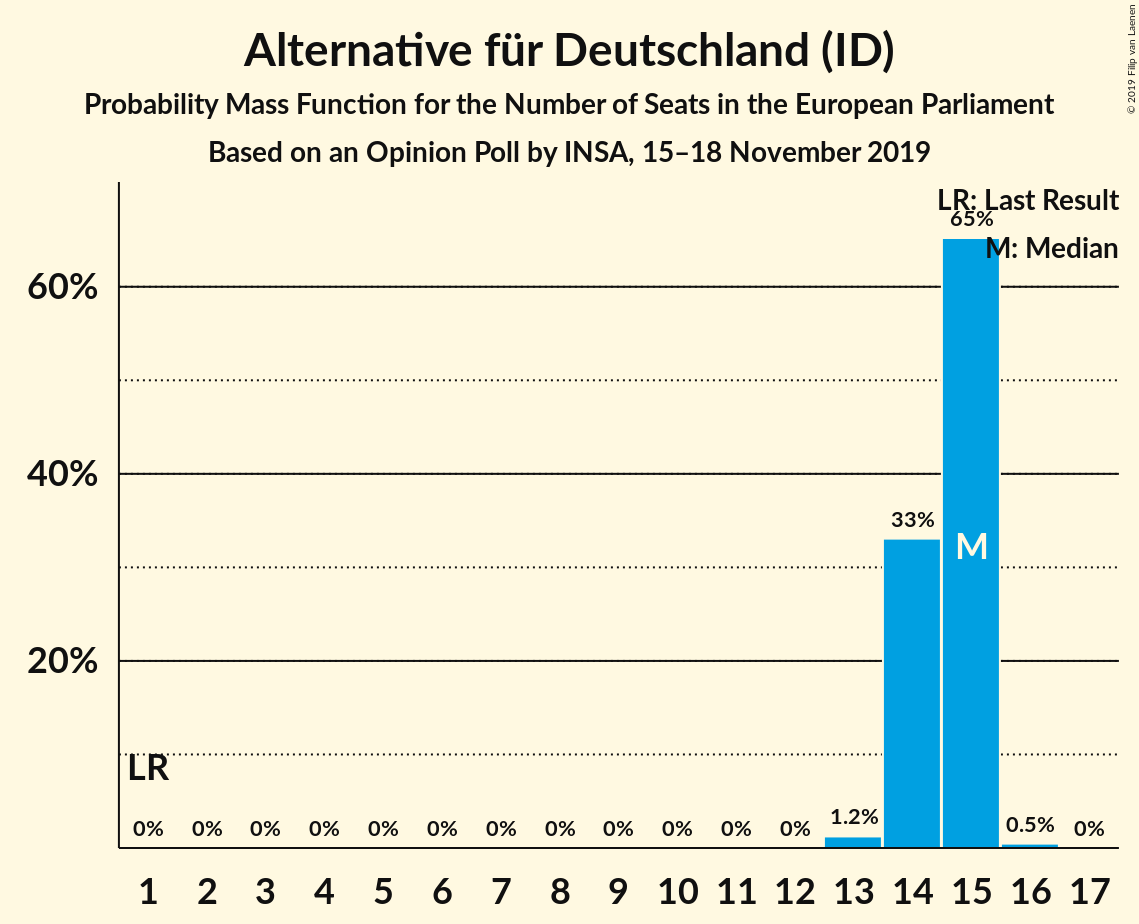 Alternative für Deutschland (ID)
Probability Mass Function for the Number of Seats in the European Parliament
Based on an Opinion Poll by INSA, 15–18 November 2019
© 2019 Filip van Laenen
LR: Last Result
65%
M: Median
60%
40%
33%
M
20%
LR
0% 0% 0% 0% 0% 0% 0% 0% 0% 0% 0% 0% 1.2% 0.5% 0%
1 2 3 4 5 6 7 8 9 10 11 12 13 14 15 16 17